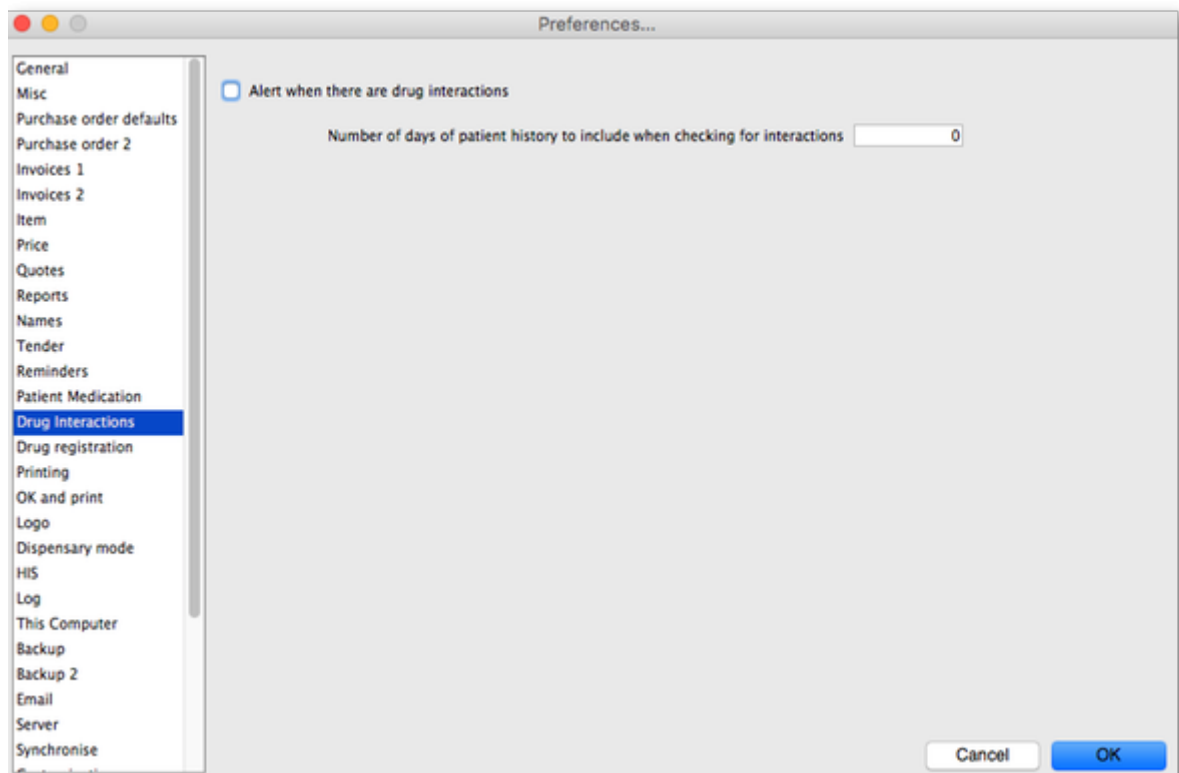 Preferences...
General
Misc
Purchase order defaults
Purchase order 2
Invoices 1
Invoices 2
Item
Price
Quotes
Reports
Names
Tender
Reminders
Patient Medication
Drug Interactions
Drug registration
Printing
OK and print
Logo
Dispensary mode
HIS
Log
This Computer
Backup
Backup 2
Email
Server
Synchronise
Alert when there are drug interactions
Number of days of patient history to include when checking for interactions 0
Cancel OK